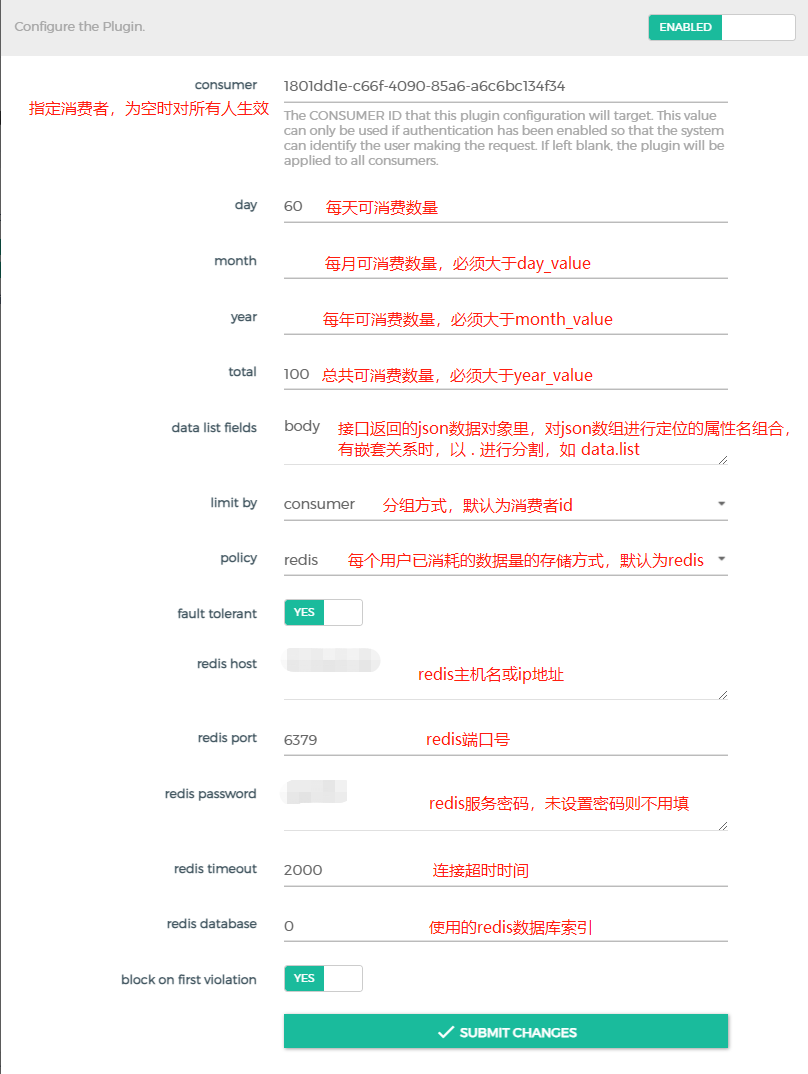 Configure the Plugin.
ENABLED
consumer
1801dd1e-c66f-4090-85a6-a6c6bc134f34
指定消费者，为空时对所有人生效
The CONSUMER ID that this plugin configuration will target. This value
can only be used if authentication has been enabled so that the system
can identify the user making the request. If left blank, the plugin will be
applied to all consumers.
day
60 每天可消费数量
month
每月可消费数量，必须大于day_value
year
每年可消费数量，必须大于month_value
total
100 总共可消费数量，必须大于year_value
data list fields
body 接口返回的json数据对象里，对json数组进行定位的属性名组合，
有嵌套关系时，以 . 进行分割，如 data.list
limit by
consumer 分组方式，默认为消费者id
policy
redis 每个用户已消耗的数据量的存储方式，默认为redis
fault tolerant
YES
redis host
redis主机名或ip地址
redis port
6379 redis端口号
redis password
redis服务密码，未设置密码则不用填
redis timeout
2000 连接超时时间
redis database
0 使用的redis数据库索引
block on first violation
YES
SUBMIT CHANGES